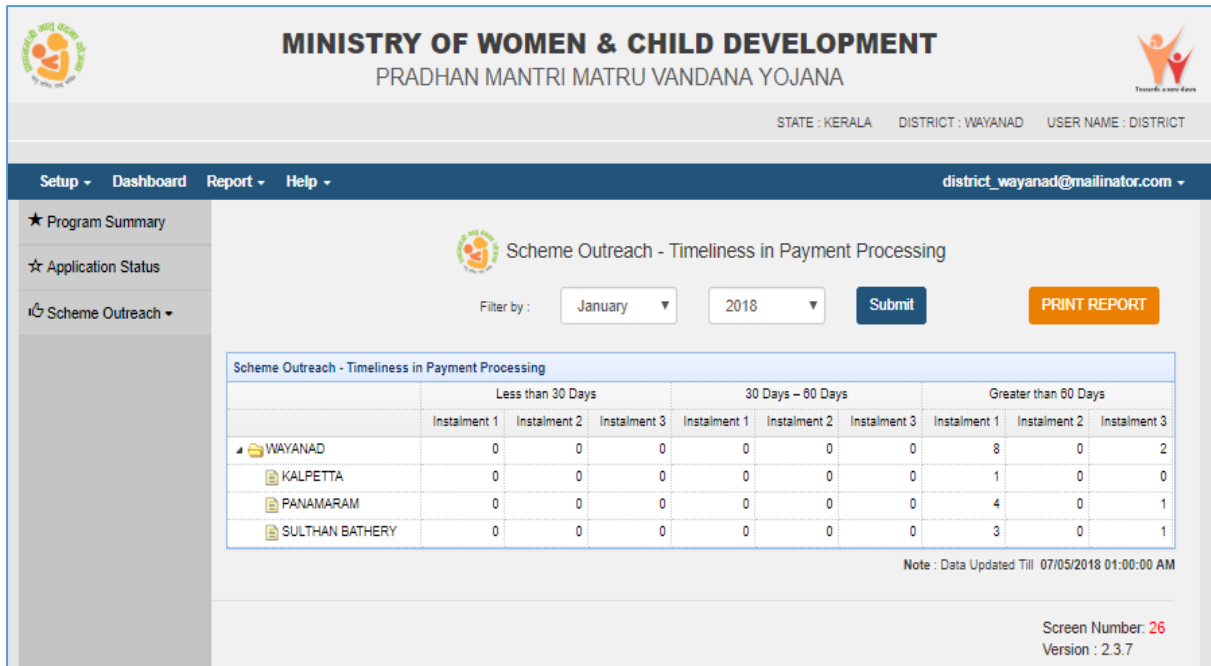 MINISTRY OF WOMEN & CHILD DEVELOPMENT
PRADHAN MANTRI MATRU VANDANA YOJANA
Towards a new dawn
STATE : KERALA DISTRICT : WAYANAD USER NAME : DISTRICT
Setup Dashboard Report Help district_wayanad@mailinator.com
Program Summary
Application Status
Scheme Outreach
Scheme Outreach - Timeliness in Payment Processing
Filter by : January 2018 Submit PRINT REPORT
Scheme Outreach - Timeliness in Payment Processing
Less than 30 Days 30 Days – 60 Days Greater than 60 Days
Instalment 1 Instalment 2 Instalment 3 Instalment 1 Instalment 2 Instalment 3 Instalment 1 Instalment 2 Instalment 3
WAYANAD 0 0 0 0 0 0 8 0 2
KALPETTA 0 0 0 0 0 0 1 0 0
PANAMARAM 0 0 0 0 0 0 4 0 1
SULTHAN BATHERY 0 0 0 0 0 0 3 0 1
Note : Data Updated Till 07/05/2018 01:00:00 AM
Screen Number: 26
Version : 2.3.7